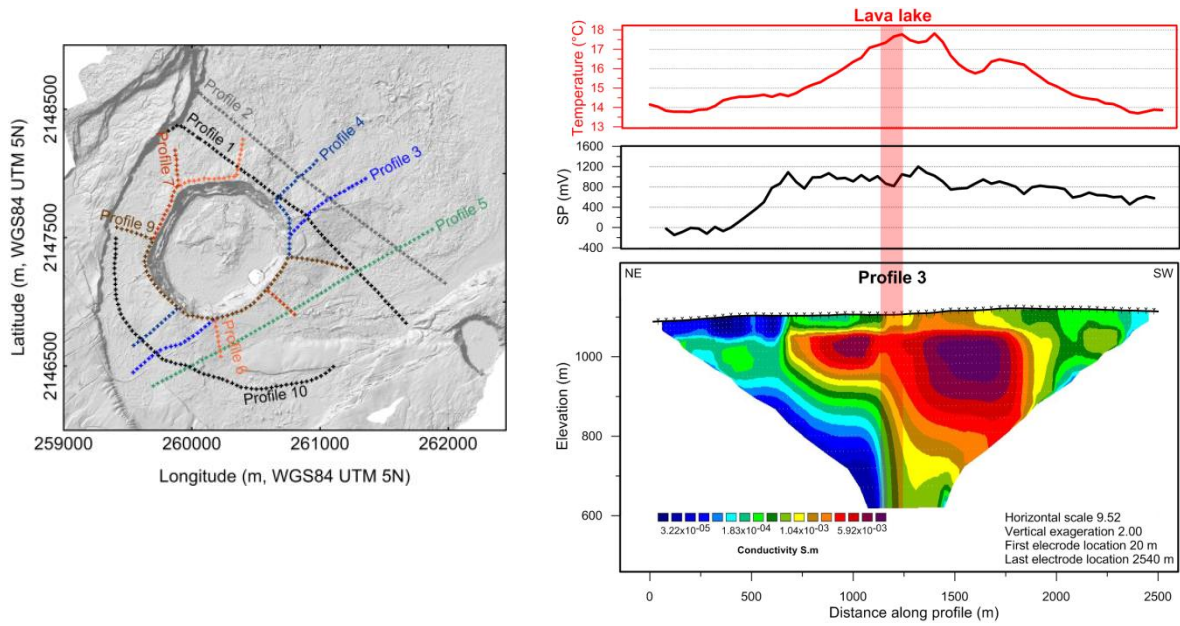 Latitude (m, WGS84 UTM 5N)
2148500
2147500
2146500
259000
260000
261000
262000
Longitude (m, WGS84 UTM 5N)
Profile 2
Profile 1
Profile 4
Profile 3
Profile 7
Profile 5
Profile 9
Profile 6
Profile 10
Lava lake
Temperature (°C)
18
17
16
15
14
13
SP (mV)
1600
1200
800
400
0
-400
NE
Profile 3
SW
Elevation (m)
1000
800
600
3.22x10-05
1.83x10-04
1.04x10-03
5.92x10-03
Conductivity S.m
Horizontal scale 9.52
Vertical exageration 2.00
First elecrode location 20 m
Last electrode location 2540 m
0
500
1000
1500
2000
2500
Distance along profile (m)